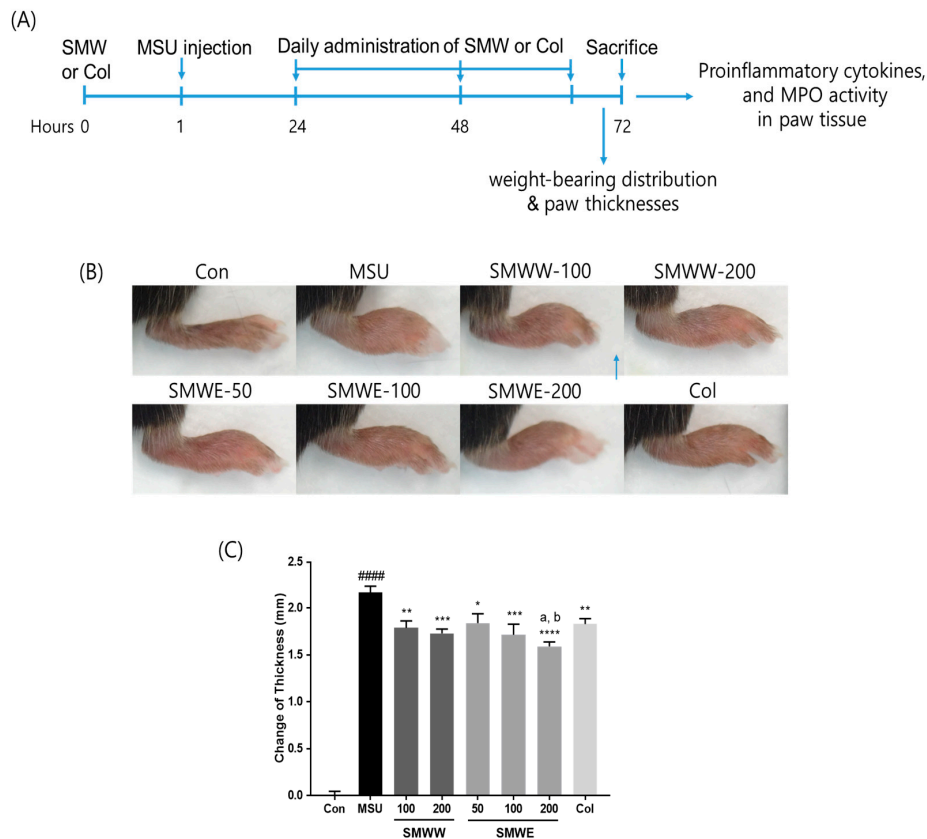 (A)
SMW
or Col
MSU injection
Daily administration of SMW or Col
Sacrifice
Hours 0
1
24
48
72
Proinflammatory cytokines,
and MPO activity
in paw tissue
weight-bearing distribution
& paw thicknesses
(B)
Con
MSU
SMWW-100
SMWW-200
SMWE-50
SMWE-100
SMWE-200
Col
(C)
Change of Thickness (mm)
2.5
2.0
1.5
1.0
0.5
0.0
####
**
***
*
***
a, b
****
**
Con
MSU
100
200
50
100
200
Col
SMWW
SMWE